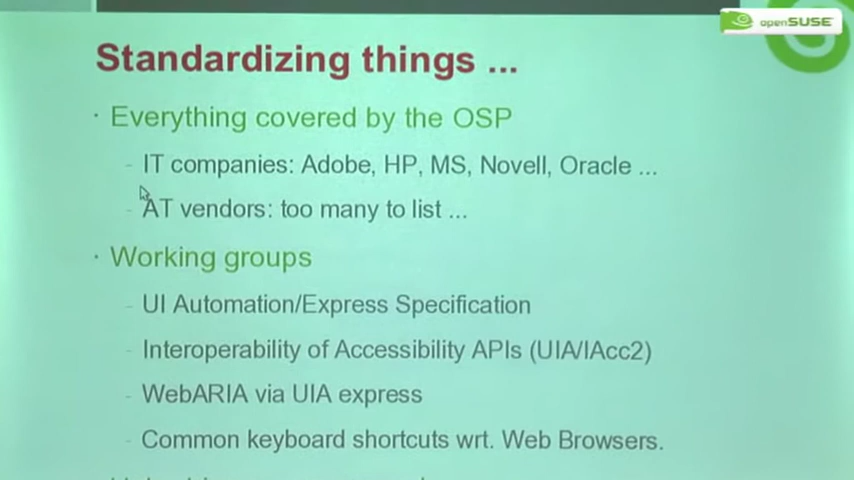 openSUSE
Standardizing things ...
· Everything covered by the OSP
- IT companies: Adobe, HP, MS, Novell, Oracle ...
- AT vendors: too many to list ...
· Working groups
- UI Automation/Express Specification
- Interoperability of Accessibility APIs (UIA/IAcc2)
- WebARIA via UIA express
- Common keyboard shortcuts wrt. Web Browsers.